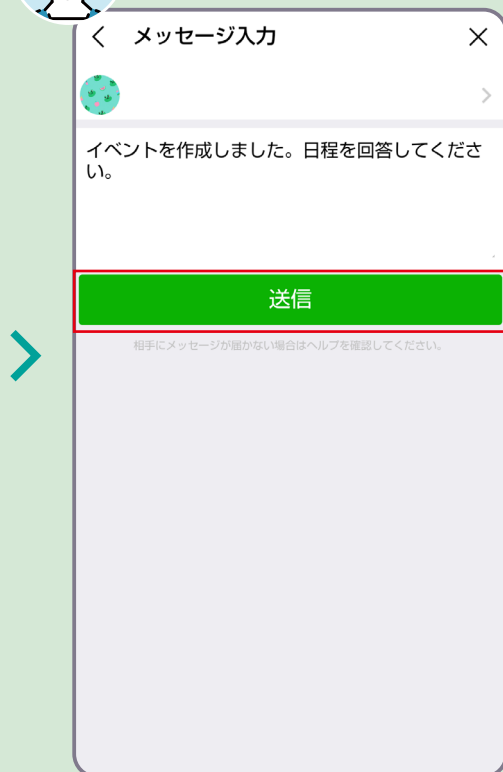 メッセージ入力
イベントを作成しました。日程を回答してくださ
い。
送信
相手にメッセージが届かない場合はヘルプを確認してください。